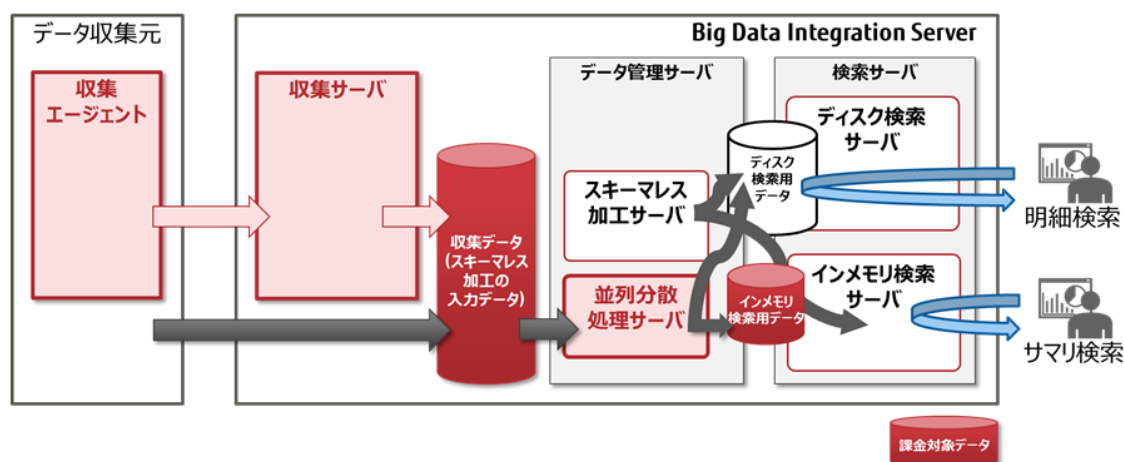 データ収集元
収集
エージェント
Big Data Integration Server
収集サーバ
収集データ
(スキーマレス
加工の
入力データ)
データ管理サーバ
スキーマレス
加工サーバ
並列分散
処理サーバ
検索サーバ
ディスク検索
サーバ
ディスク
検索用
データ
インメモリ検索
サーバ
インメモリ
検索用データ
明細検索
サマリ検索
課金対象データ